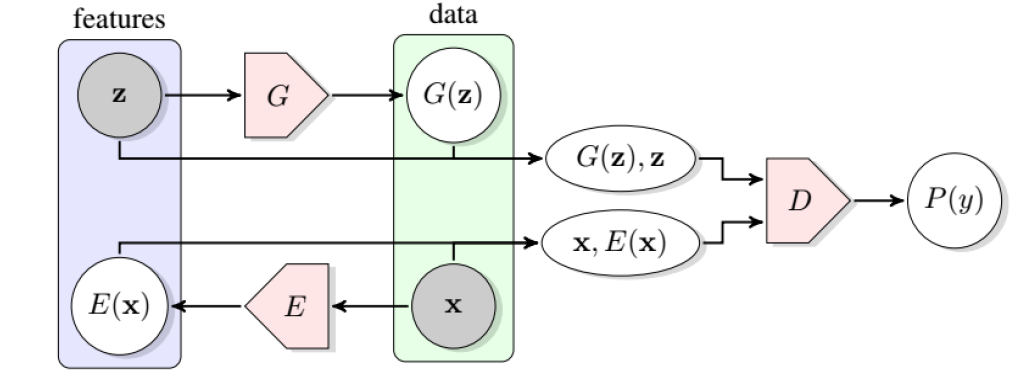 features
data
z
G
G(z)
G(z), z
D
P(y)
x, E(x)
E(x)
E
x